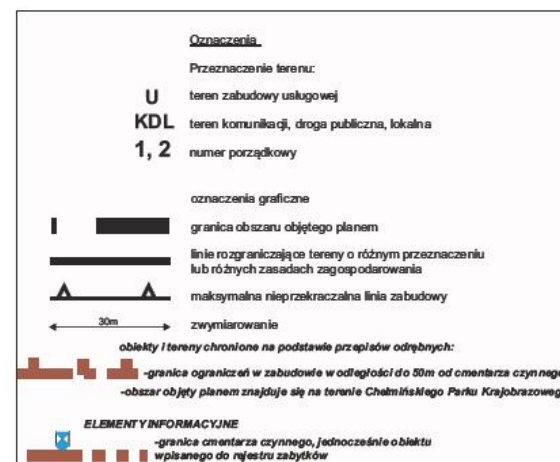 Oznaczenia
Przeznaczenie terenu:
U teren zabudowy usługowej
KDL teren komunikacji, droga publiczna, lokalna
1, 2 numer porządkowy
oznaczenia graficzne
granica obszaru objętego planem
linie rozgraniczające tereny o różnym przeznaczeniu
lub różnych zasadach zagospodarowania
maksymalna nieprzekraczalna linia zabudowy
30m zwymiarowanie
obiekty i tereny chronione na podstawie przepisów odrębnych:
-granica ograniczeń w zabudowie w odległości do 50m od cmentarza czynnego
-obszar objęty planem znajduje się na terenie Chełmińskiego Parku Krajobrazoweg
ELEMENTY INFORMACYJNE
-granica cmentarza czynnego, jednocześnie obiektu
wpisanego do rejestru zabytków